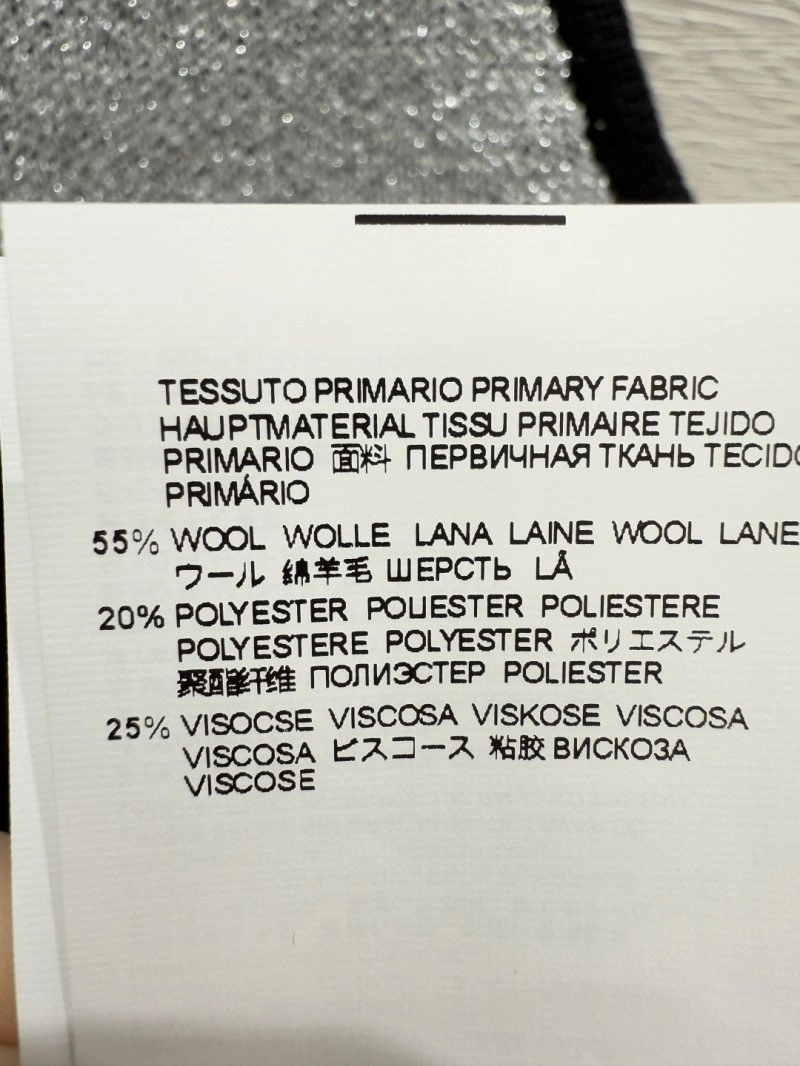 TESSUTO PRIMARIO PRIMARY FABRIC
HAUPTMATERIAL TISSU PRIMAIRE TEJIDO
PRIMARIO 面料 ПЕРВИЧНАЯ ТКАНЬ TECIDO
PRIMÁRIO
55% WOOL WOLLE LANA LAINE WOOL LANE
ウール 绵羊毛 ШЕРСТЬ LÅ
20% POLYESTER POUESTER POLIESTERE
POLYESTERE POLYESTER ポリエステル
聚酯纤维 ПОЛИЭСТЕР POLIESTER
25% VISOCSE VISCOSA VISKOSE VISCOSA
VISCOSA ビスコース 粘胶 ВИСКОЗА
VISCOSE